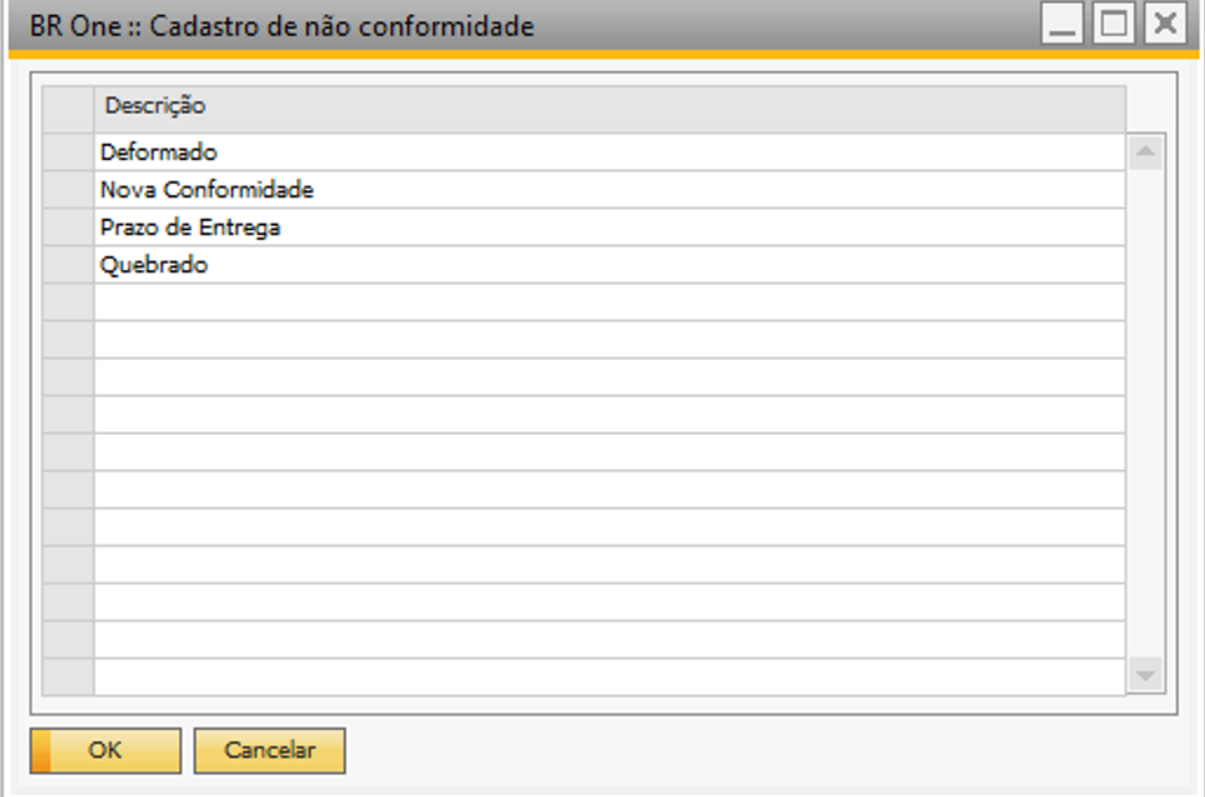 BR One :: Cadastro de não conformidade
Descrição
Deformado
Nova Conformidade
Prazo de Entrega
Quebrado
OK
Cancelar